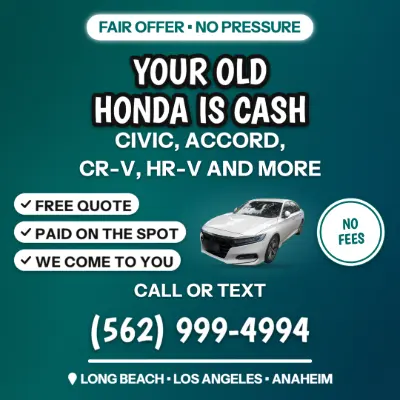 FAIR OFFER • NO PRESSURE
YOUR OLD
HONDA IS CASH
CIVIC, ACCORD,
CR-V, HR-V AND MORE
FREE QUOTE
PAID ON THE SPOT
WE COME TO YOU
NO
FEES
CALL OR TEXT
(562) 999-4994
LONG BEACH • LOS ANGELES • ANAHEIM